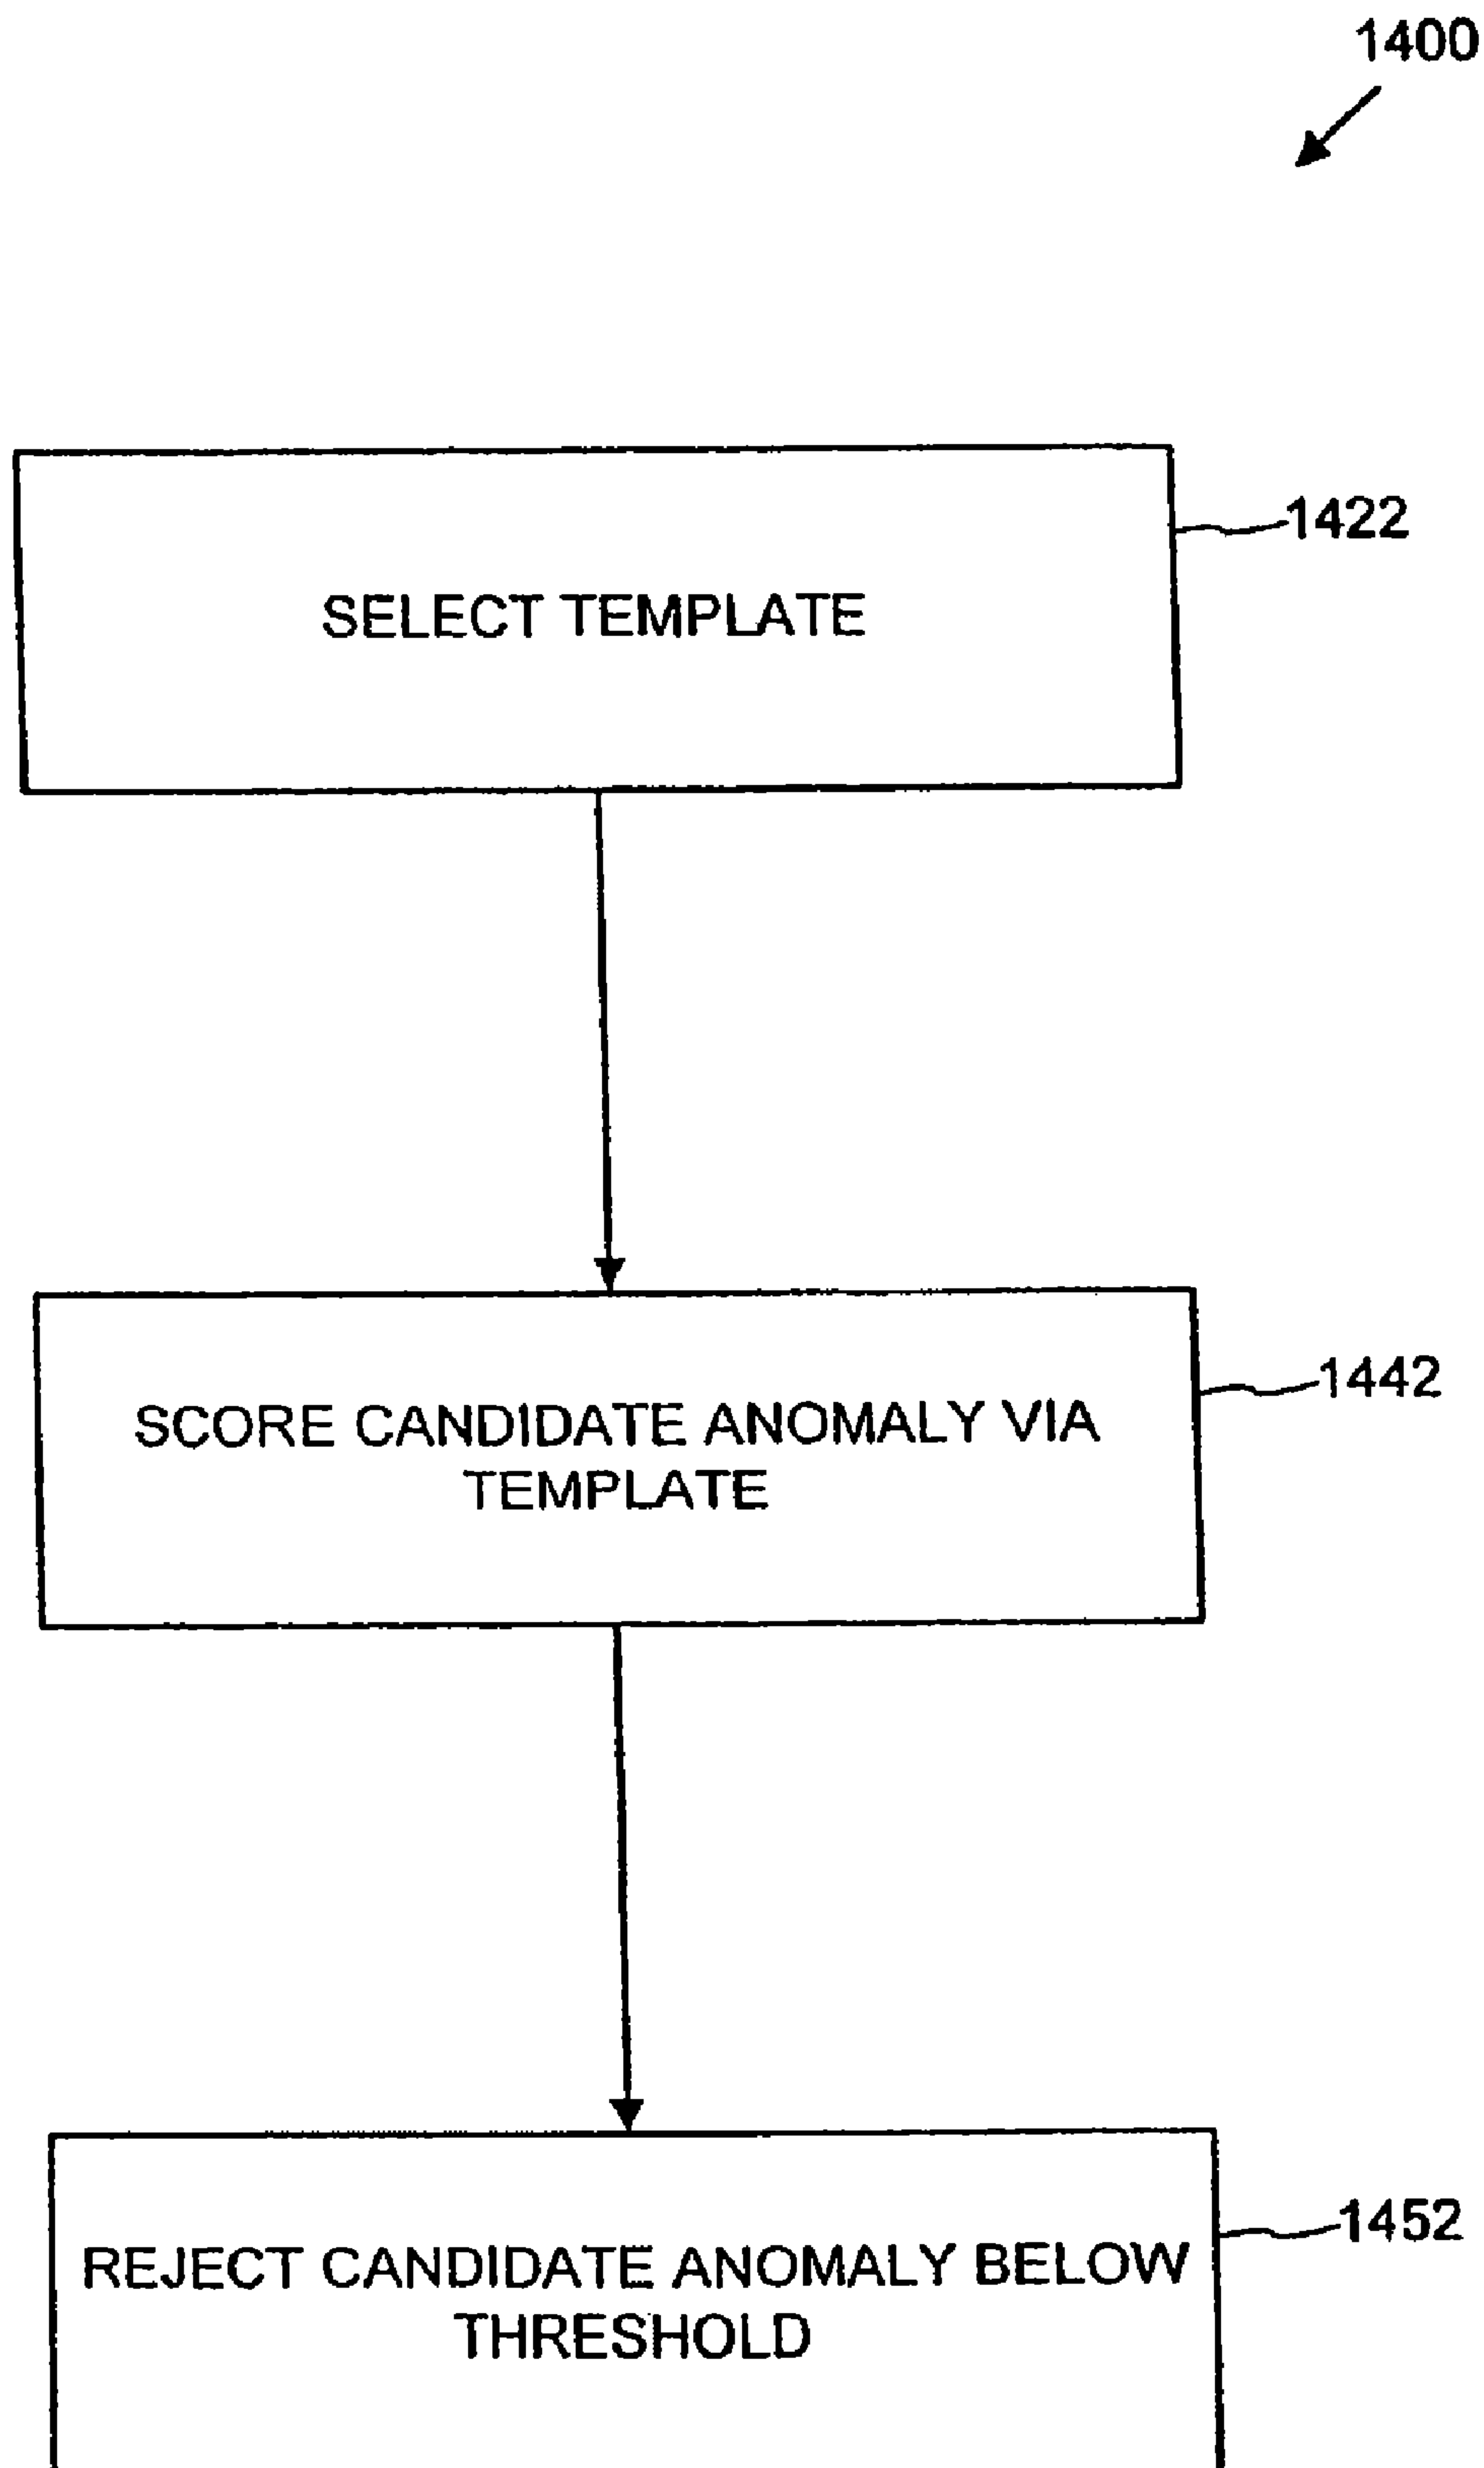 1400
SELECT TEMPLATE
1422
SCORE CANDIDATE ANOMALY VIA
TEMPLATE
1442
REJECT CANDIDATE ANOMALY BELOW
THRESHOLD
1452